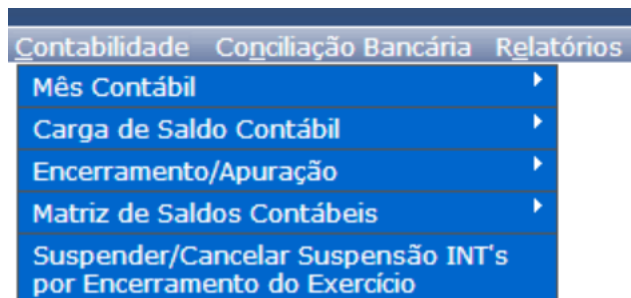 Contabilidade Conciliação Bancária Relatórios
Mês Contábil
Carga de Saldo Contábil
Encerramento/Apuração
Matriz de Saldos Contábeis
Suspender/Cancelar Suspensão INT's
por Encerramento do Exercício